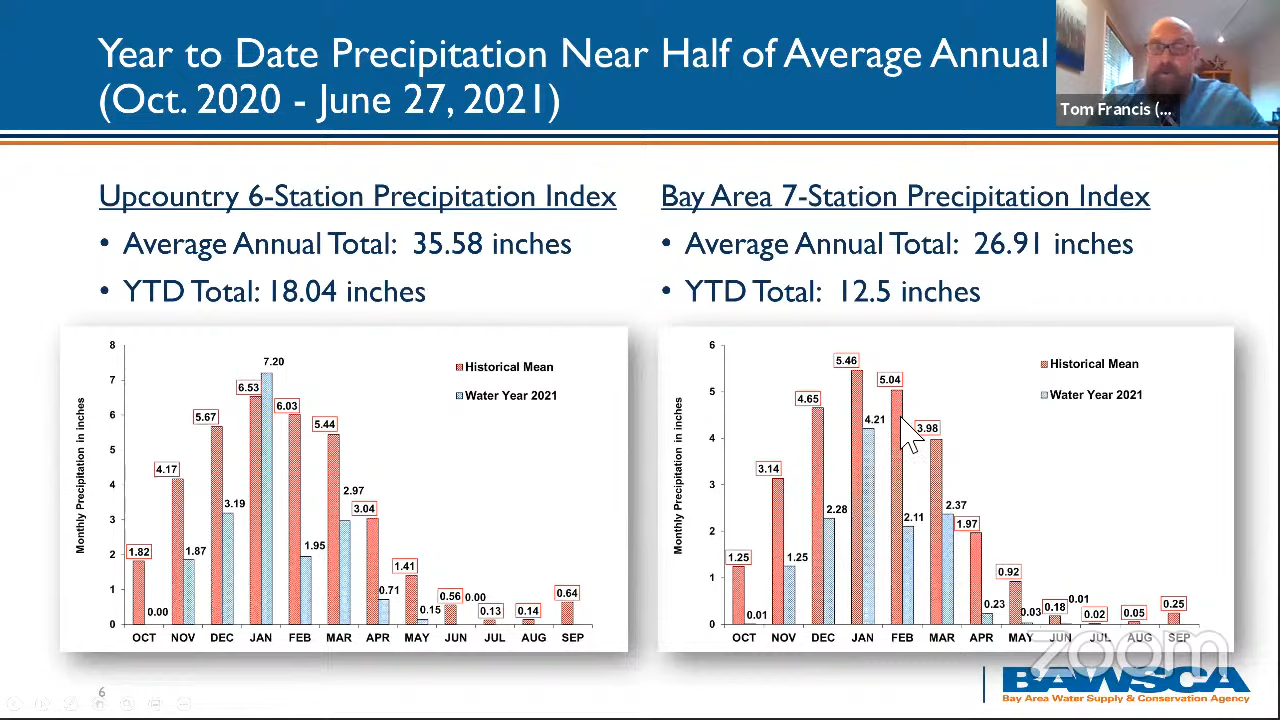 Year to Date Precipitation Near Half of Average Annual
(Oct. 2020 - June 27, 2021)
Tom Francis (...
Upcountry 6-Station Precipitation Index
• Average Annual Total: 35.58 inches
• YTD Total: 18.04 inches
Monthly Precipitation in inches
8
7
6
5
4
3
2
1
0
Historical Mean
Water Year 2021
1.82
0.00
4.17
1.87
5.67
3.19
6.53
7.20
6.03
1.95
5.44
2.97
3.04
0.71
1.41
0.15
0.56
0.00
0.13
0.14
0.64
OCT NOV DEC JAN FEB MAR APR MAY JUN JUL AUG SEP
Bay Area 7-Station Precipitation Index
• Average Annual Total: 26.91 inches
• YTD Total: 12.5 inches
Monthly Precipitation in inches
6
5
4
3
2
1
0
Historical Mean
Water Year 2021
1.25
0.01
3.14
1.25
4.65
2.28
5.46
4.21
5.04
2.11
3.98
2.37
1.97
0.23
0.92
0.03
0.18
0.01
0.02
0.05
0.25
OCT NOV DEC JAN FEB MAR APR MAY JUN JUL AUG SEP
zoom
BAWSCA
Bay Area Water Supply & Conservation Agency
6